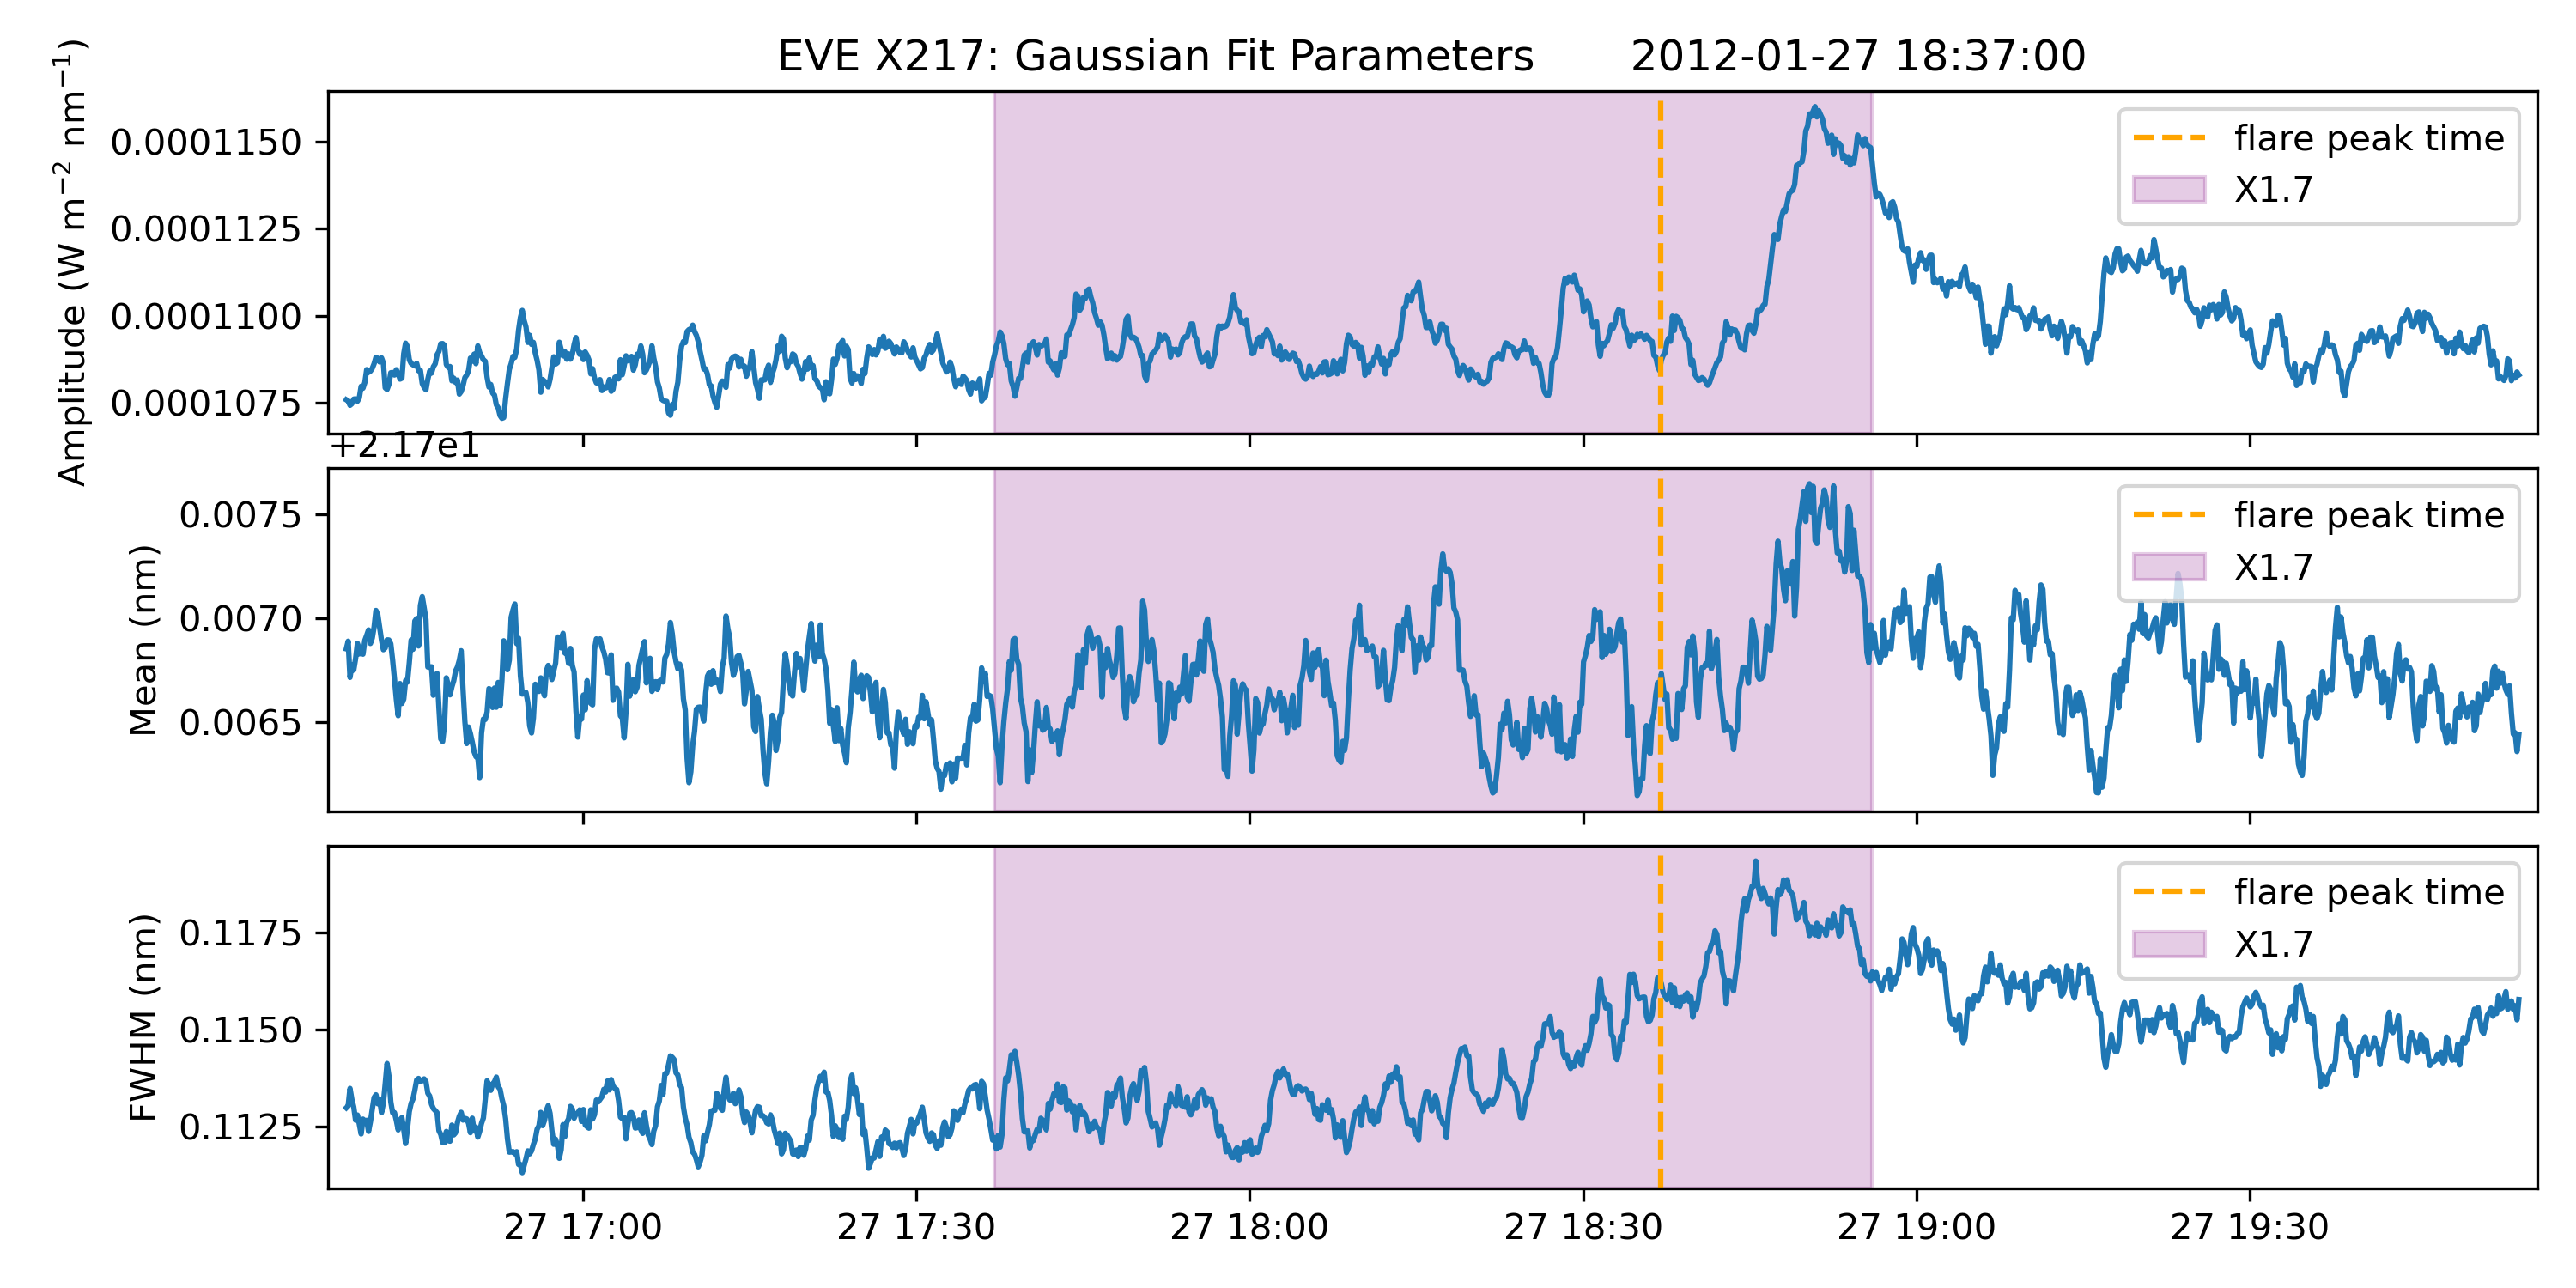 EVE X217: Gaussian Fit Parameters 2012-01-27 18:37:00
Amplitude (W m⁻² nm⁻¹)
0.0001150
0.0001125
0.0001100
0.0001075
flare peak time
X1.7
+2.17e1
Mean (nm)
0.0075
0.0070
0.0065
flare peak time
X1.7
FWHM (nm)
0.1175
0.1150
0.1125
flare peak time
X1.7
27 17:00 27 17:30 27 18:00 27 18:30 27 19:00 27 19:30